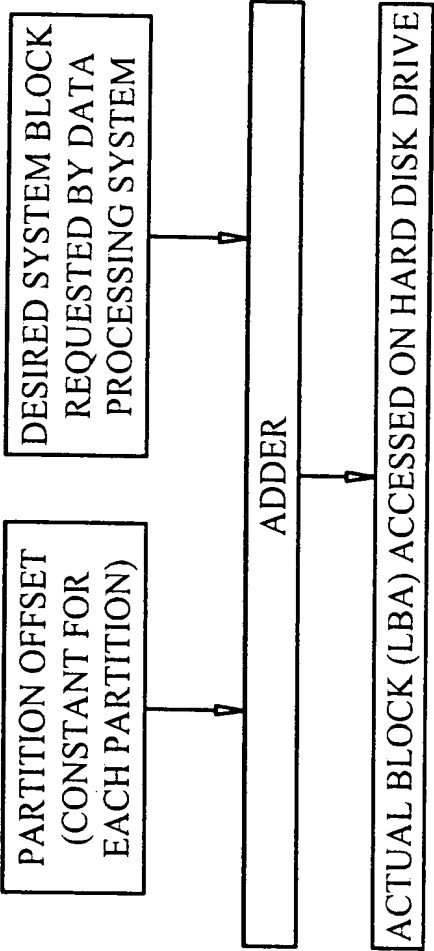 PARTITION OFFSET
(CONSTANT FOR
EACH PARTITION)
DESIRED SYSTEM BLOCK
REQUESTED BY DATA
PROCESSING SYSTEM
ADDER
ACTUAL BLOCK (LBA) ACCESSED ON HARD DISK DRIVE